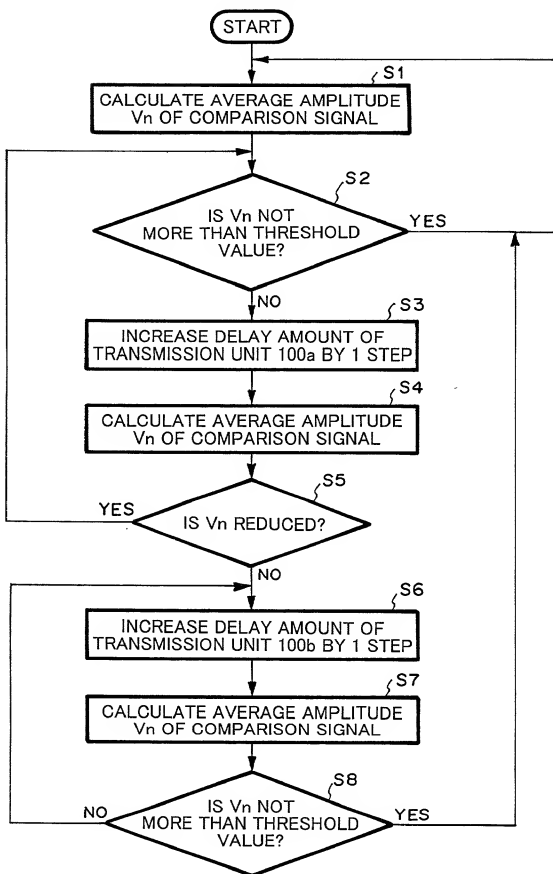 START
S1
CALCULATE AVERAGE AMPLITUDE
Vn OF COMPARISON SIGNAL
S2
IS Vn NOT
MORE THAN THRESHOLD
VALUE?
YES
NO
S3
INCREASE DELAY AMOUNT OF
TRANSMISSION UNIT 100a BY 1 STEP
S4
CALCULATE AVERAGE AMPLITUDE
Vn OF COMPARISON SIGNAL
S5
YES
IS Vn REDUCED?
NO
S6
INCREASE DELAY AMOUNT OF
TRANSMISSION UNIT 100b BY 1 STEP
S7
CALCULATE AVERAGE AMPLITUDE
Vn OF COMPARISON SIGNAL
S8
NO
IS Vn NOT
MORE THAN THRESHOLD
VALUE?
YES